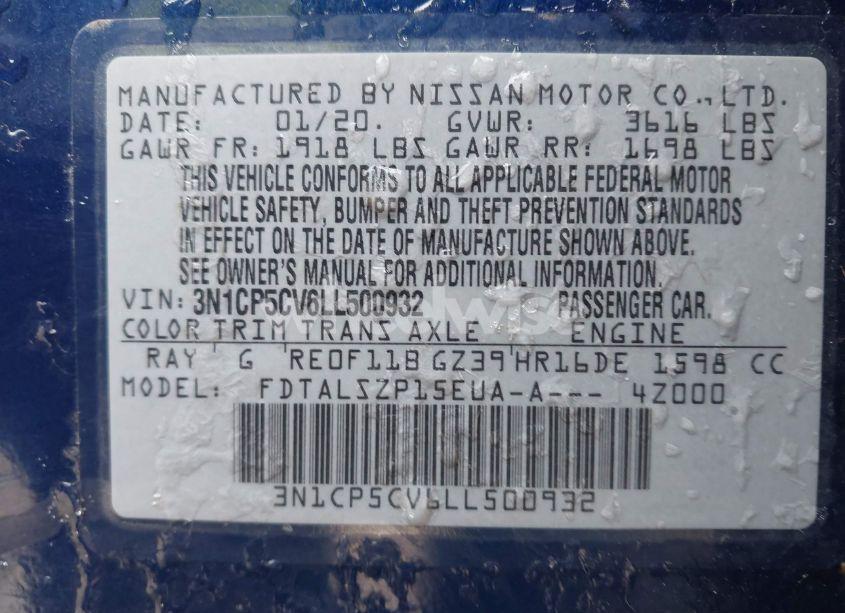 MANUFACTURED BY NISSAN MOTOR CO., LTD.
DATE: 01/20. GVWR: 3616 LBS
GAWR FR: 1918 LBS GAWR RR: 1698 LBS
THIS VEHICLE CONFORMS TO ALL APPLICABLE FEDERAL MOTOR
VEHICLE SAFETY, BUMPER AND THEFT PREVENTION STANDARDS
IN EFFECT ON THE DATE OF MANUFACTURE SHOWN ABOVE.
SEE OWNER'S MANUAL FOR ADDITIONAL INFORMATION.
VIN: 3N1CP5CV6LL500932 PASSENGER CAR.
COLOR TRIM TRANS AXLE ENGINE
RAY G RE0F11B GZ39 HR16DE 1598 CC
MODEL: FDTALSZP15EUA-A--- 4Z000
3N1CP5CV6LL500932